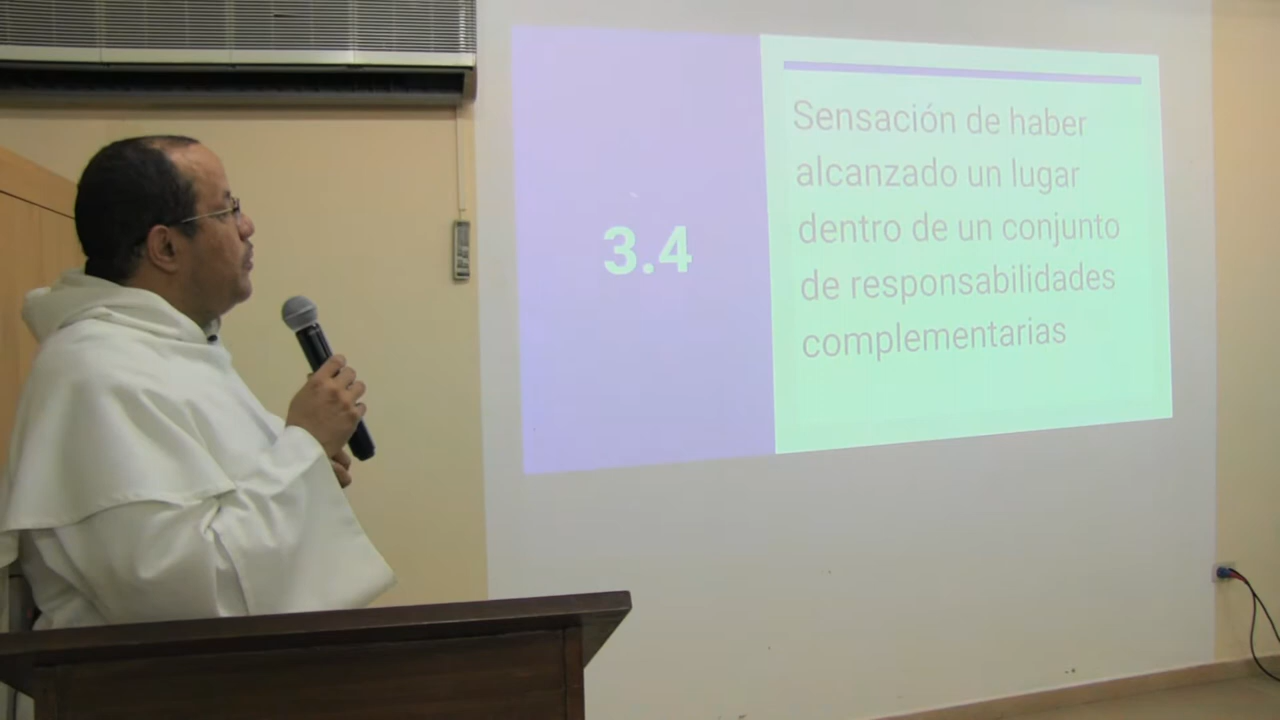 3.4
Sensación de haber
alcanzado un lugar
dentro de un conjunto
de responsabilidades
complementarias